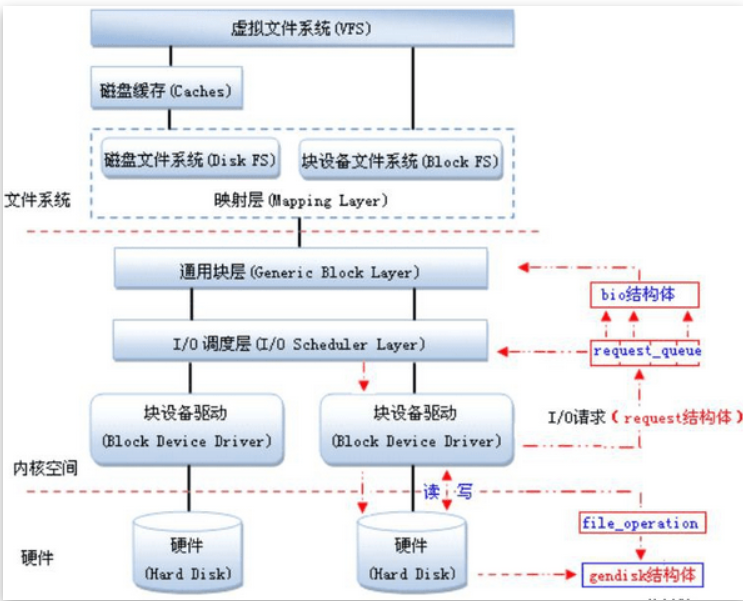 虚拟文件系统(VFS)
磁盘缓存(Caches)
磁盘文件系统(Disk FS)
块设备文件系统(Block FS)
映射层(Mapping Layer)
文件系统
通用块层(Generic Block Layer)
bio结构体
I/O 调度层(I/O Scheduler Layer)
request_queue
块设备驱动
(Block Device Driver)
块设备驱动
(Block Device Driver)
I/O请求(request结构体)
内核空间
读 写
file_operation
硬件
硬件
(Hard Disk)
硬件
(Hard Disk)
gendisk结构体